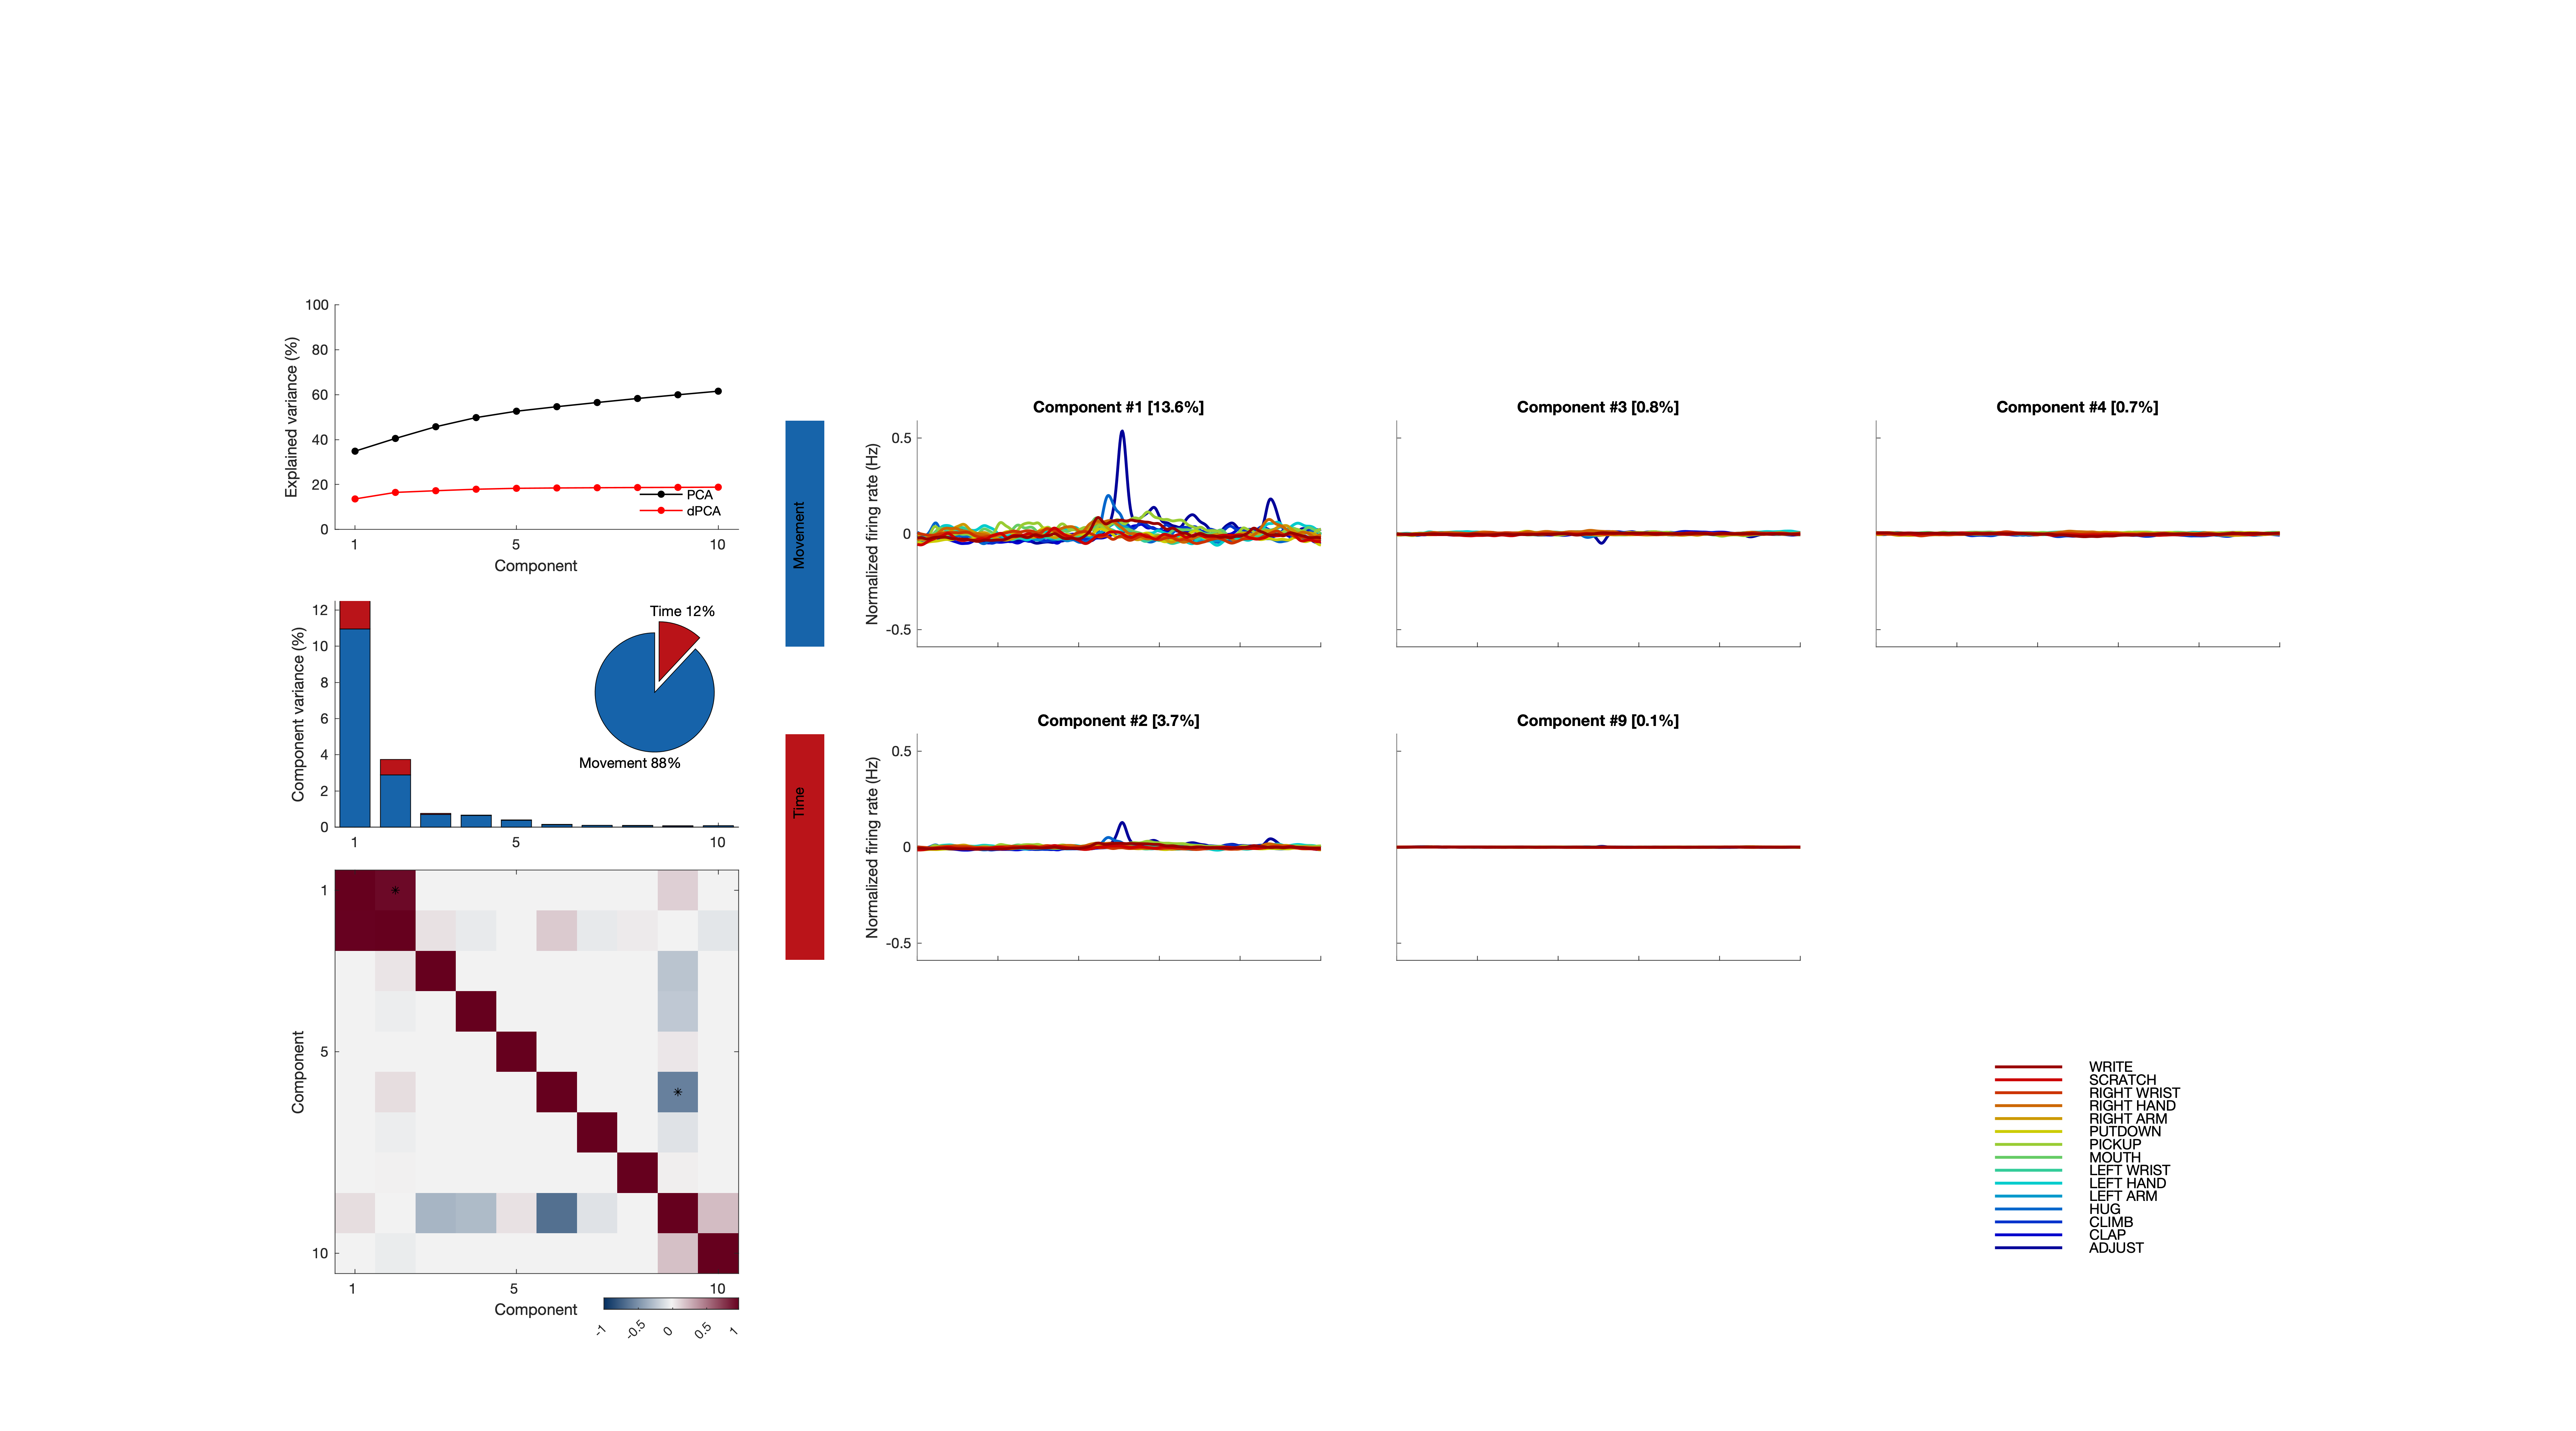 100
80
60
40
20
0
Explained variance (%)
PCA
dPCA
1
5
10
Component
12
10
8
6
4
2
0
Component variance (%)
Time 12%
Movement 88%
1
5
10
1
5
10
Component
*
*
1
5
10
Component
-1
-0.5
0
0.5
1
Movement
Component #1 [13.6%]
Normalized firing rate (Hz)
0.5
0
-0.5
Component #3 [0.8%]
Component #4 [0.7%]
Time
Component #2 [3.7%]
Normalized firing rate (Hz)
0.5
0
-0.5
Component #9 [0.1%]
WRITE
SCRATCH
RIGHT WRIST
RIGHT HAND
RIGHT ARM
PUTDOWN
PICKUP
MOUTH
LEFT WRIST
LEFT HAND
LEFT ARM
HUG
CLIMB
CLAP
ADJUST